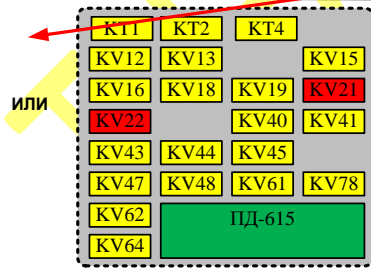 KT1 KT2 KT4
KV12 KV13 KV15
KV16 KV18 KV19 KV21
или
KV22 KV40 KV41
KV43 KV44 KV45
KV47 KV48 KV61 KV78
KV62 ПД-615
KV64